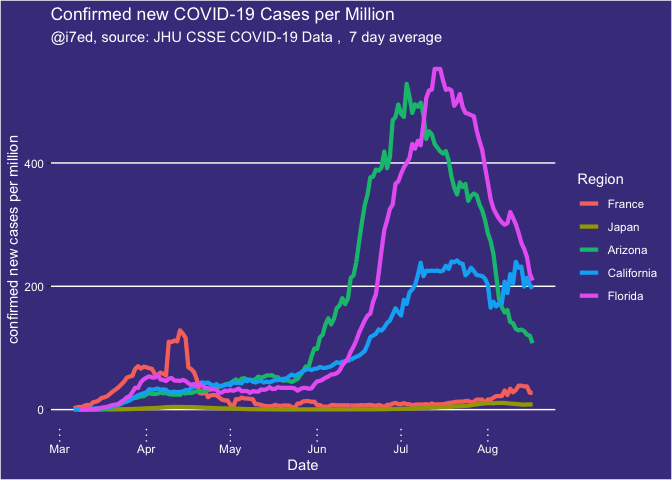 Confirmed new COVID-19 Cases per Million
@i7ed, source: JHU CSSE COVID-19 Data , 7 day average
confirmed new cases per million
400
200
0
Mar Apr May Jun Jul Aug
Date
Region
France
Japan
Arizona
California
Florida